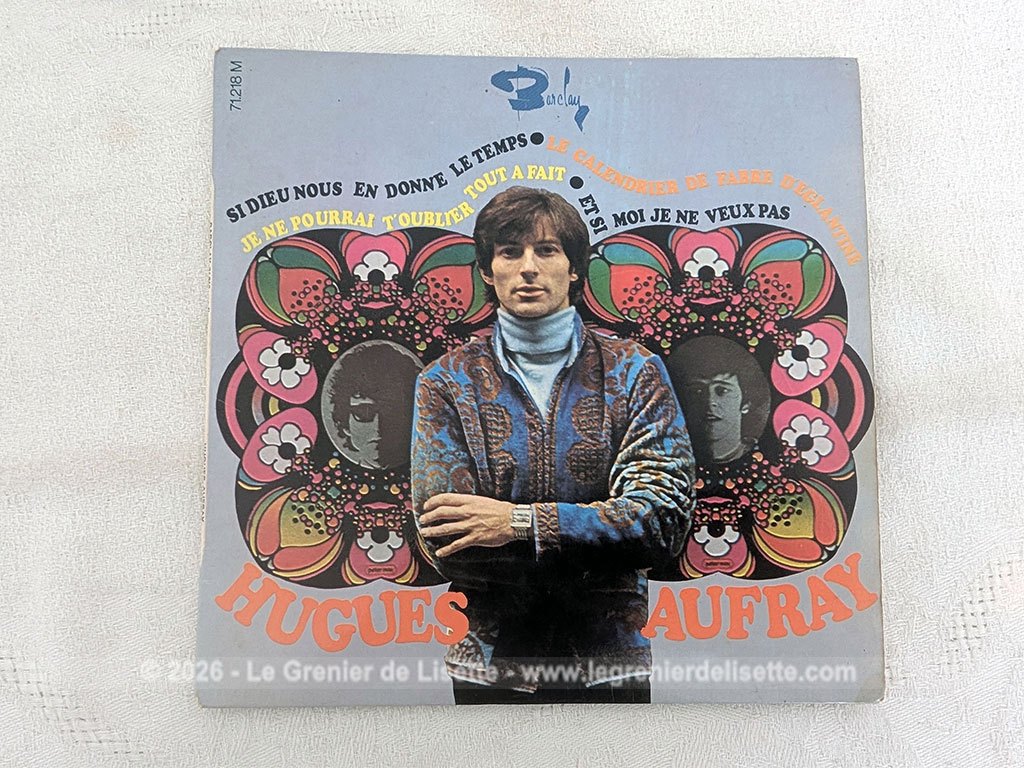 71.218 M
Barclay
SI DIEU NOUS EN DONNE LE TEMPS • LE CALENDRIER DE FABRE D'EGLANTINE
JE NE POURRAI T'OUBLIER TOUT A FAIT • ET SI MOI JE NE VEUX PAS
HUGUES AUFRAY
© 2026 - Le Grenier de Lisette - www.legrenierdelisette.com